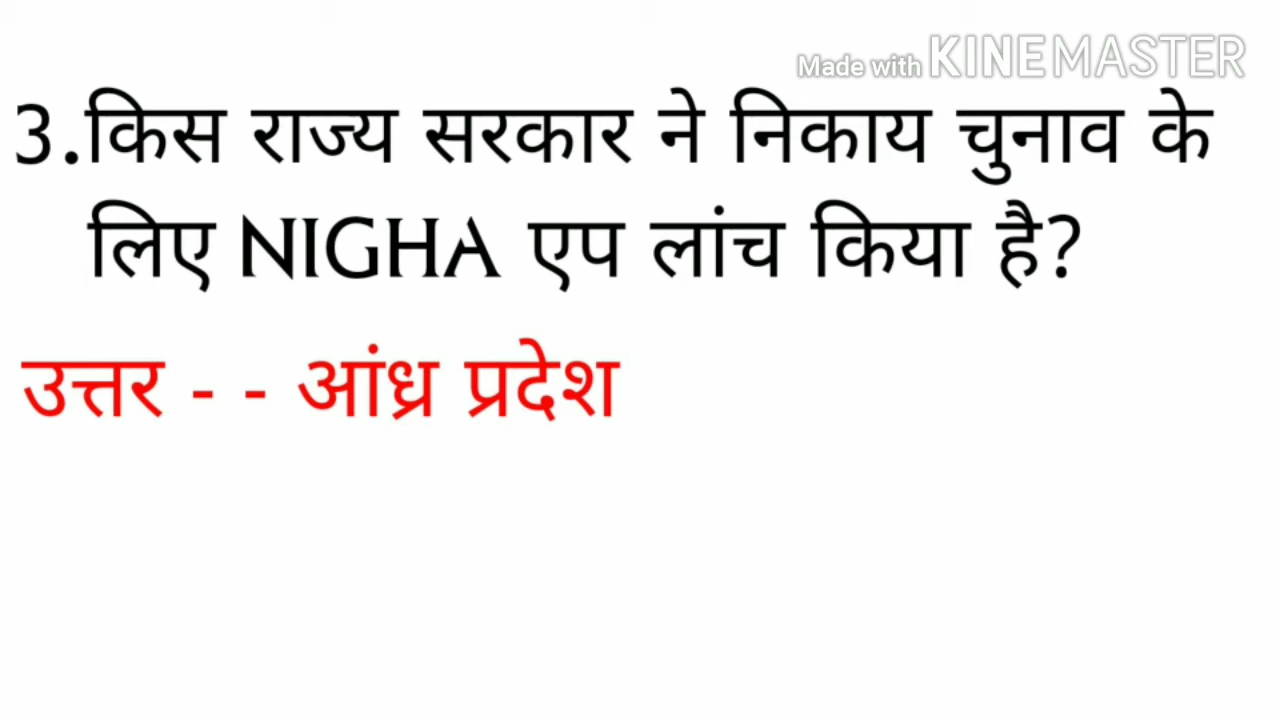 Made with KINEMASTER
3.किस राज्य सरकार ने निकाय चुनाव के
लिए NIGHA एप लांच किया है?
उत्तर - - आंध्र प्रदेश